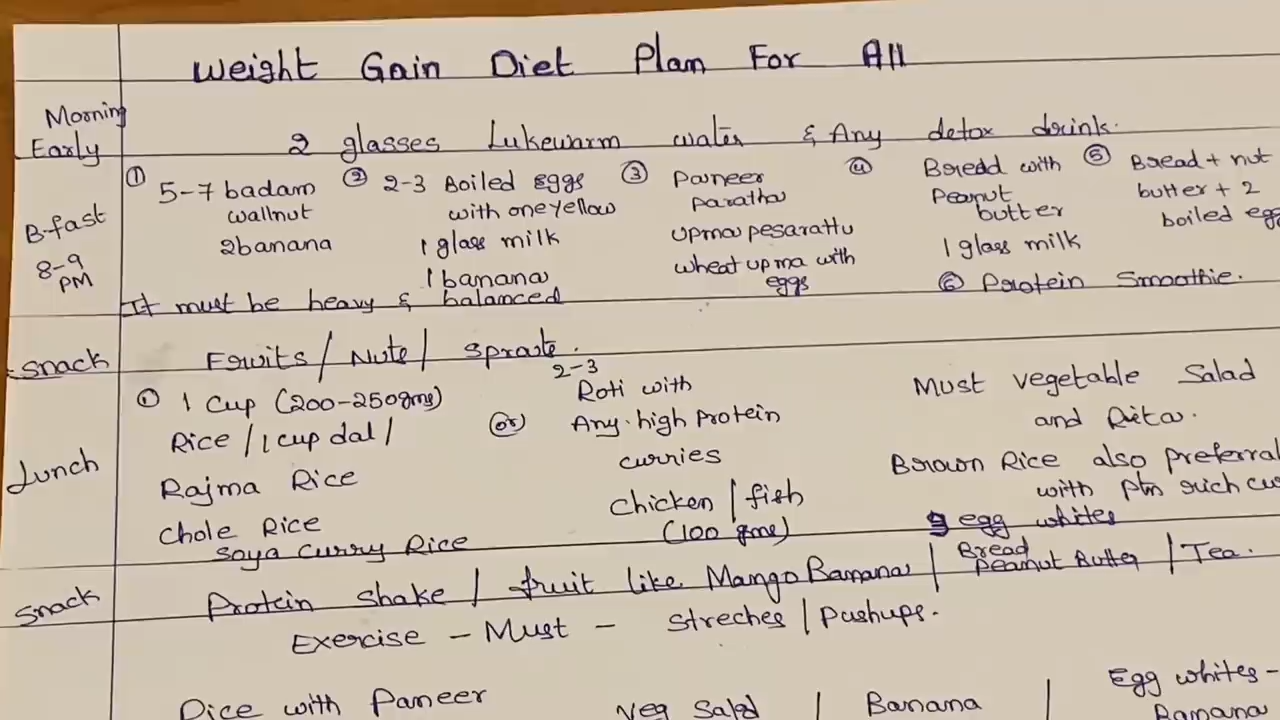 Weight Gain Diet Plan For All
Morning
Early
2 glasses Lukewarm water & Any detox drink.
B-fast
8-9
PM
① 5-7 badam
wallnut
2banana
② 2-3 Boiled eggs
with one yellow
1 glass milk
1 banana
③ Paneer
paratha
upma pesarattu
wheat upma with
eggs
④ Bredd with
Peanut
butter
1 glass milk
⑤ Bread + nut
butter + 2
boiled egg
⑥ Protein Smoothie.
It must be heavy & balanced
Snack
Fruits / Nuts / Sprouts.
Lunch
① 1 Cup (200-250gms)
Rice / 1 cup dal /
Rajma Rice
Chole Rice
Soya Curry Rice
(or)
2-3
Roti with
Any high protein
curries
Chicken / fish
(100 gms)
Must vegetable Salad
and Rita.
Brown Rice also preferral
with ptn rich cu
egg whites
Snack
Protein shake / fruit like Mango Banana / Bread Peanut Butter / Tea.
Exercise - Must - Streches / Pushups.
Rice with Paneer
Veg Salad / Banana /
Egg whites -
Banana